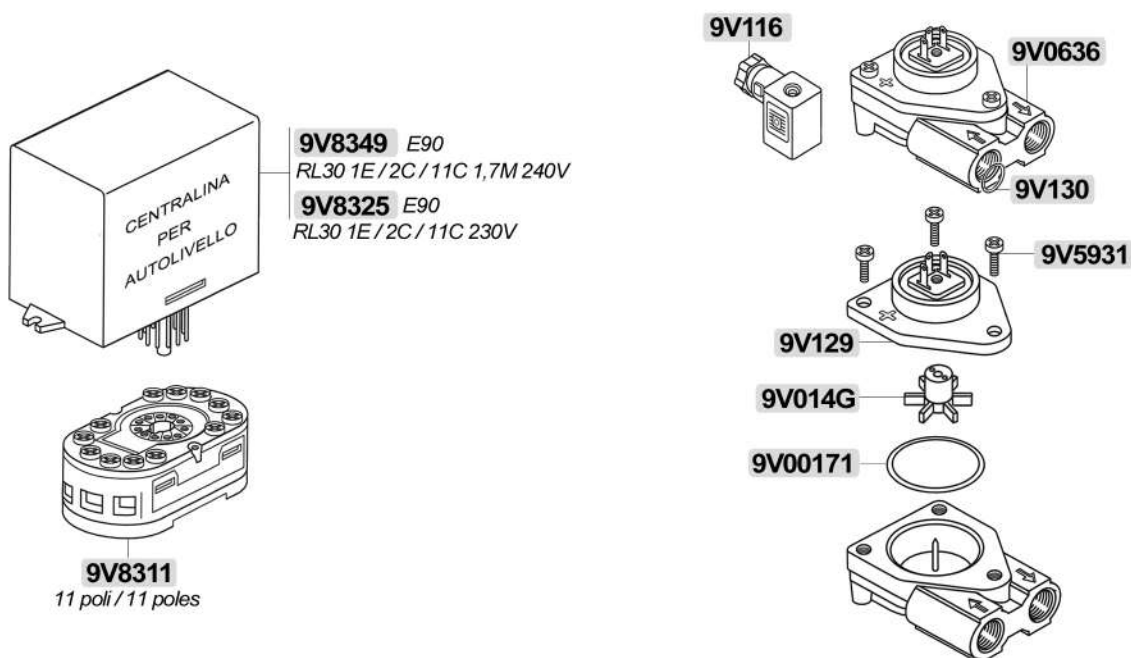 CENTRALINA
PER
AUTOLIVELLO
9V8349 E90
RL30 1E / 2C / 11C 1,7M 240V
9V8325 E90
RL30 1E / 2C / 11C 230V
9V8311
11 poli / 11 poles
9V116
9V0636
9V130
9V5931
9V129
9V014G
9V00171